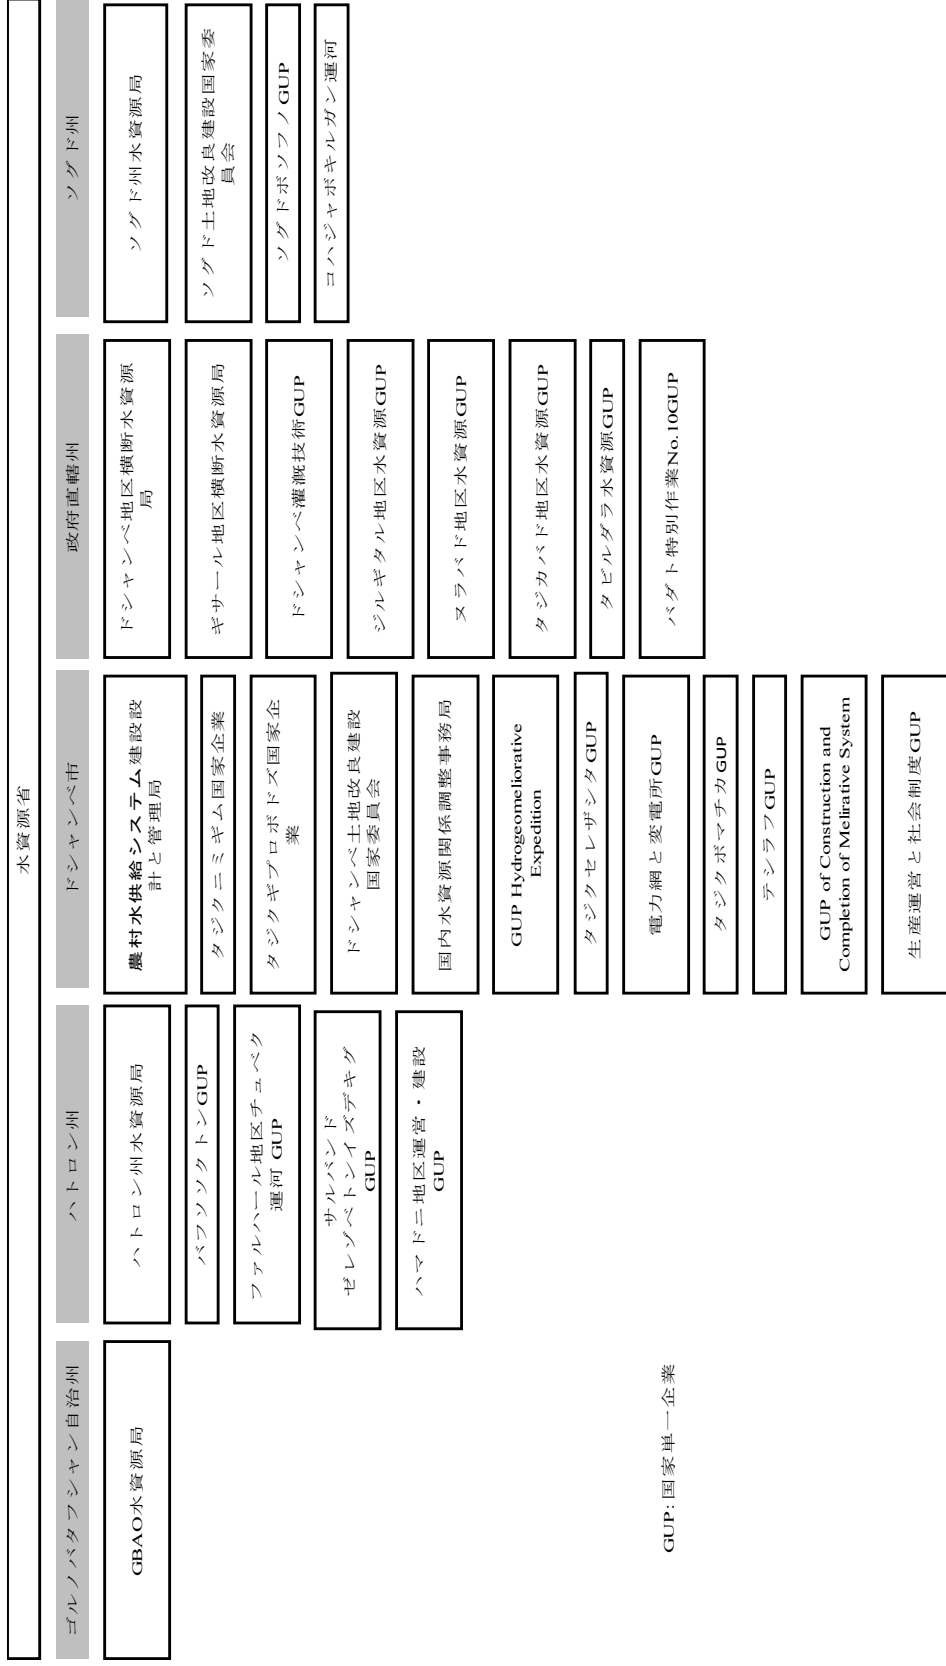 水資源省
ゴルノバタフシャン自治州
GBAO水資源局
ハトロン州
ハトロン州水資源局
バフソソクトンGUP
ファルハール地区チュベク
運河 GUP
サルバンド
ゼレゾベトンイズデキグ
GUP
ハマドニ地区運営・建設
GUP
ドシャンベ市
農村水供給システム建設設
計と管理局
タジクニミギム国家企業
タジクギプロボドズ国家企
業
ドシャンベ土地改良建設
国家委員会
国内水資源関係調整事務局
GUP Hydrogeomeliorative
Expedition
タジクセレザシタGUP
電力網と変電所GUP
タジクボマチカGUP
テシラフGUP
GUP of Construction and
Completion of Melirative System
生産運営と社会制度GUP
政府直轄州
ドシャンベ地区横断水資源
局
ギサール地区横断水資源局
ドシャンベ灌漑技術GUP
ジルギタル地区水資源GUP
ヌラバド地区水資源GUP
タジカバド地区水資源GUP
タビルダラ水資源GUP
バダト特別作業No.10GUP
ソグド州
ソグド州水資源局
ソグド土地改良建設国家委
員会
ソグドボソフノGUP
コハジャボキルガン運河
GUP: 国家単一企業